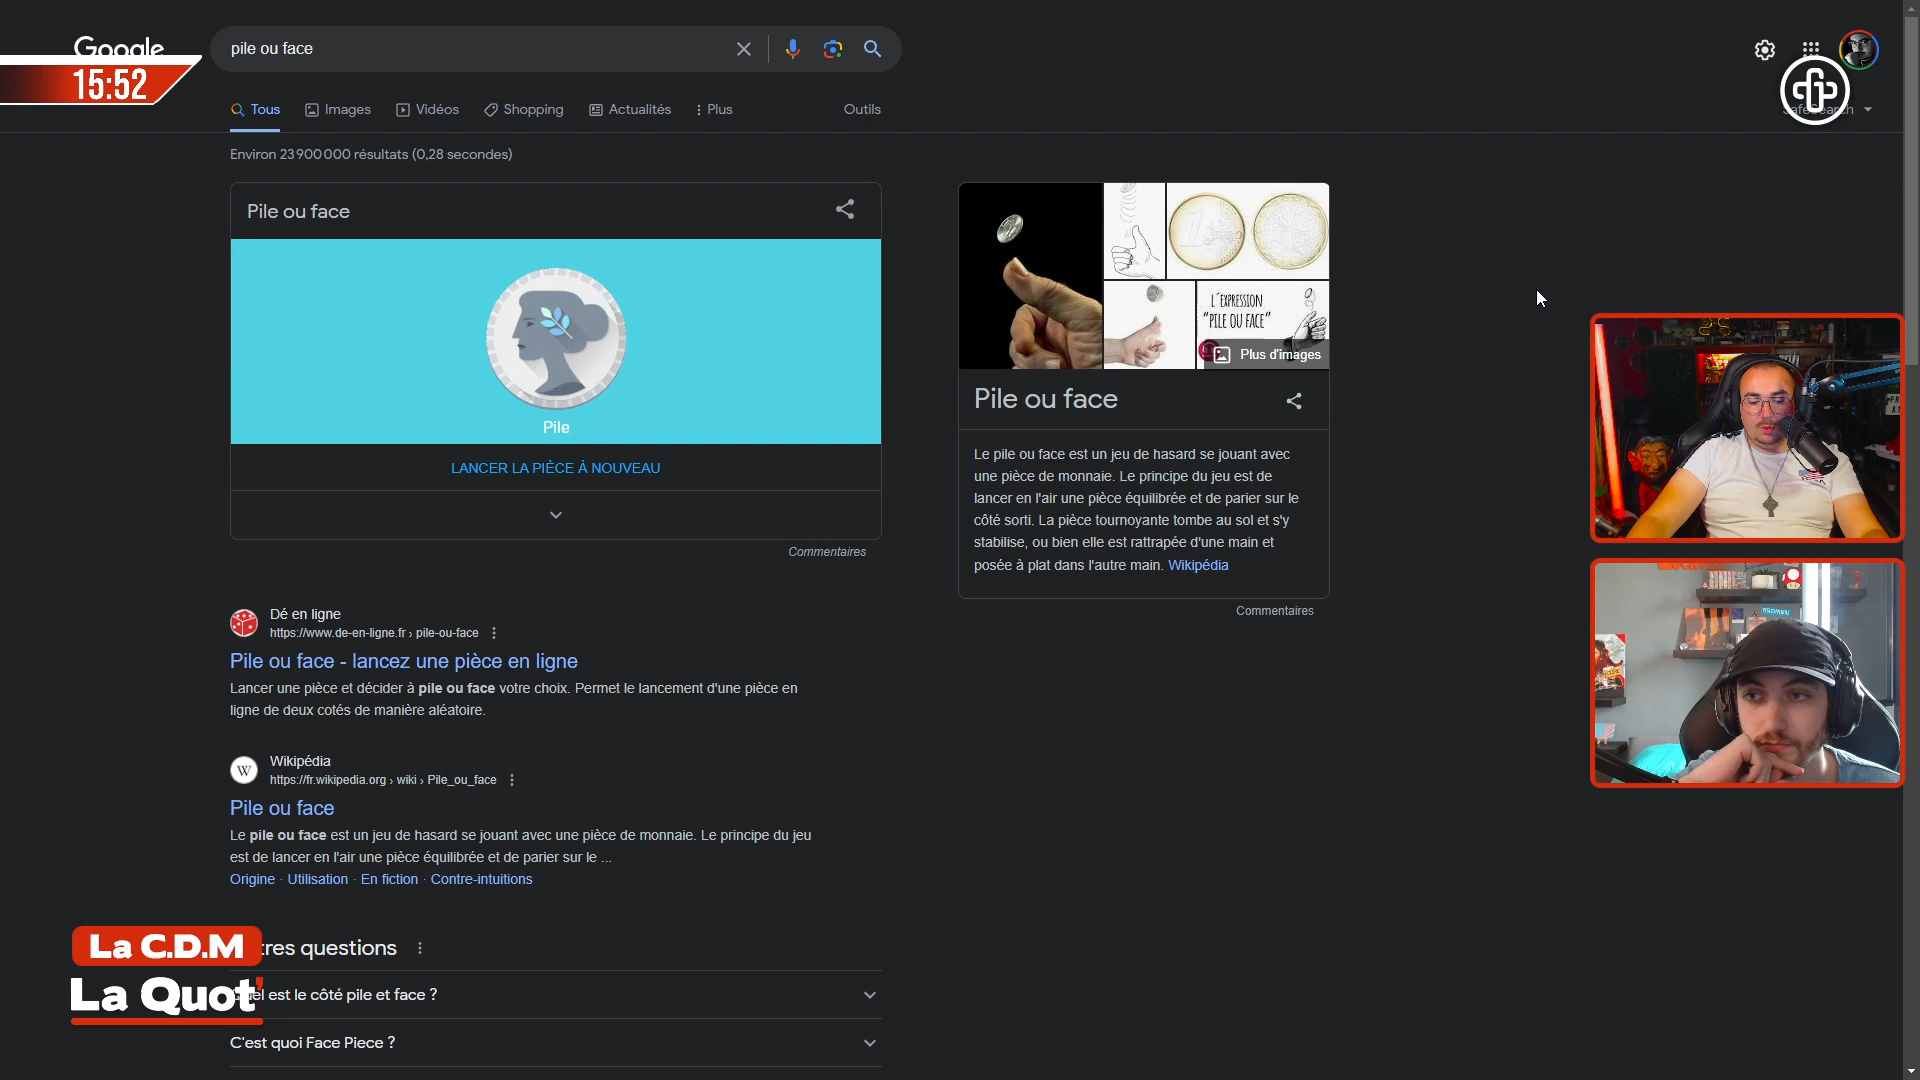 Google
15:52
pile ou face
Tous
Images
Vidéos
Shopping
Actualités
Plus
Outils
SafeSearch
Environ 23 900 000 résultats (0,28 secondes)
Pile ou face
Pile
LANCER LA PIÈCE À NOUVEAU
Commentaires
L'EXPRESSION
"PILE OU FACE"
Plus d'images
Pile ou face
Le pile ou face est un jeu de hasard se jouant avec
une pièce de monnaie. Le principe du jeu est de
lancer en l'air une pièce équilibrée et de parier sur le
côté sorti. La pièce tournoyante tombe au sol et s'y
stabilise, ou bien elle est rattrapée d'une main et
posée à plat dans l'autre main. Wikipédia
Commentaires
Dé en ligne
https://www.de-en-ligne.fr › pile-ou-face
Pile ou face - lancez une pièce en ligne
Lancer une pièce et décider à pile ou face votre choix. Permet le lancement d'une pièce en
ligne de deux cotés de manière aléatoire.
W
Wikipédia
https://fr.wikipedia.org › wiki › Pile_ou_face
Pile ou face
Le pile ou face est un jeu de hasard se jouant avec une pièce de monnaie. Le principe du jeu
est de lancer en l'air une pièce équilibrée et de parier sur le ...
Origine · Utilisation · En fiction · Contre-intuitions
La C.D.M
La Quot'
tres questions
el est le côté pile et face ?
C'est quoi Face Piece ?